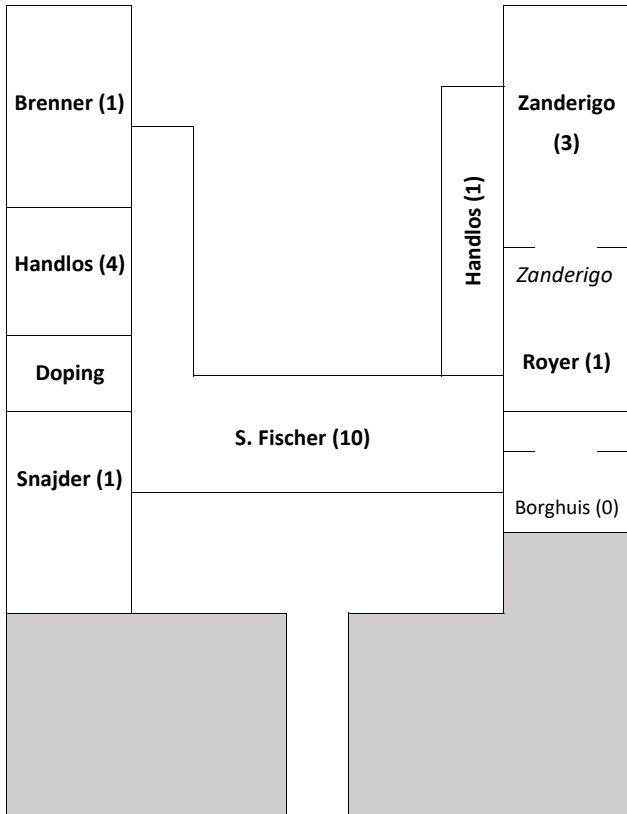 Brenner (1)
Zanderigo
(3)
Handlos (1)
Handlos (4)
Zanderigo
Doping
Royer (1)
S. Fischer (10)
Snajder (1)
Borghuis (0)